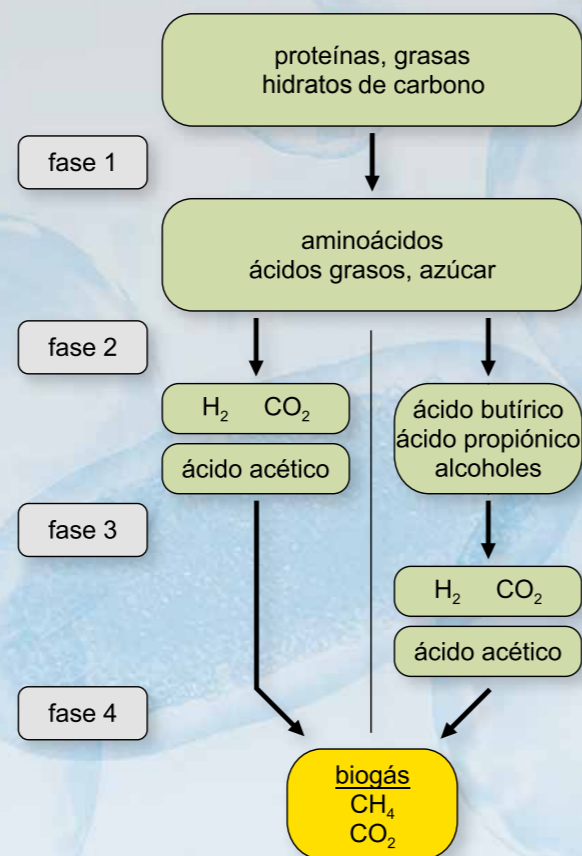 proteínas, grasas
hidratos de carbono
fase 1
aminoácidos
ácidos grasos, azúcar
fase 2
H₂ CO₂
ácido acético
ácido butírico
ácido propiónico
alcoholes
fase 3
H₂ CO₂
ácido acético
fase 4
biogás
CH₄
CO₂